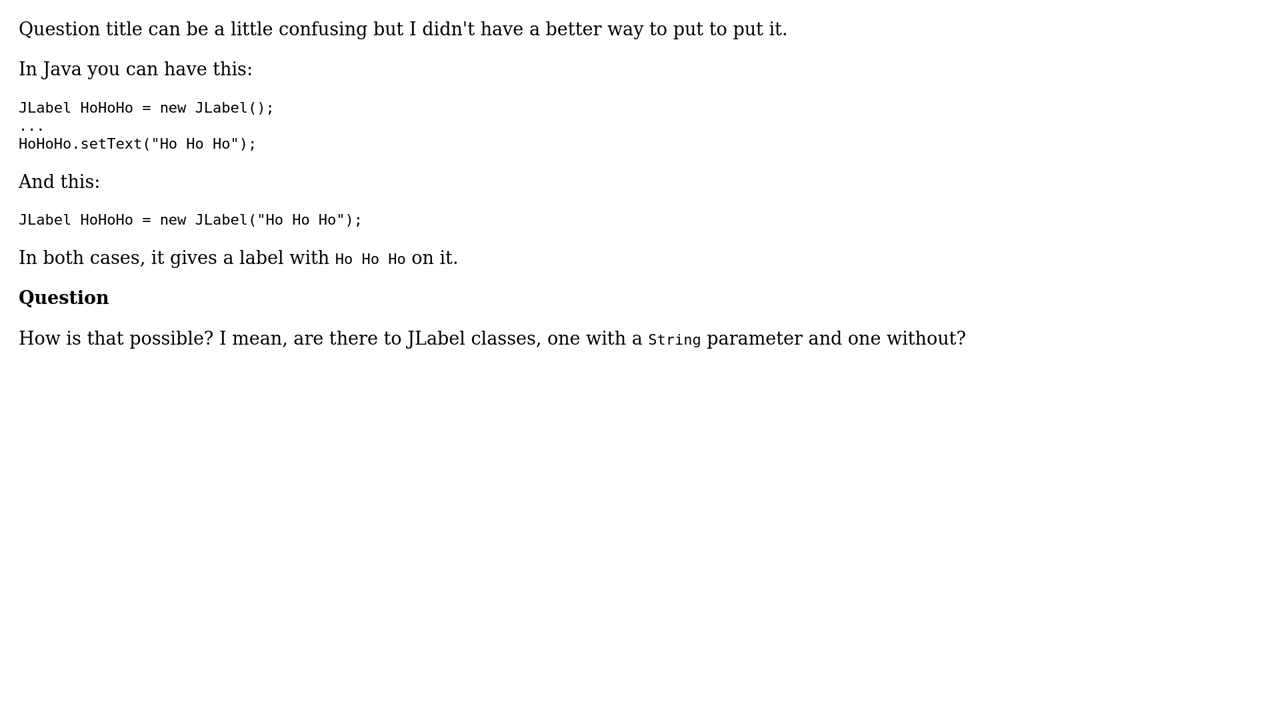 Question title can be a little confusing but I didn't have a better way to put to put it.
In Java you can have this:
JLabel HoHoHo = new JLabel();
...
HoHoHo.setText("Ho Ho Ho");
And this:
JLabel HoHoHo = new JLabel("Ho Ho Ho");
In both cases, it gives a label with Ho Ho Ho on it.
Question
How is that possible? I mean, are there to JLabel classes, one with a String parameter and one without?